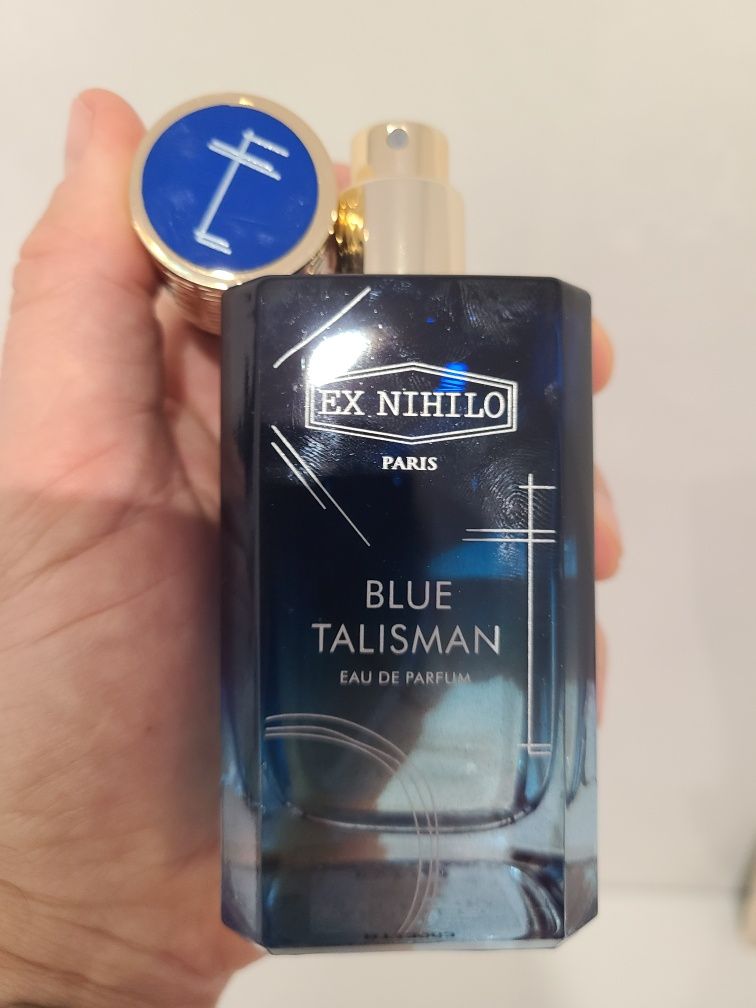 EX NIHILO
PARIS
BLUE
TALISMAN
EAU DE PARFUM